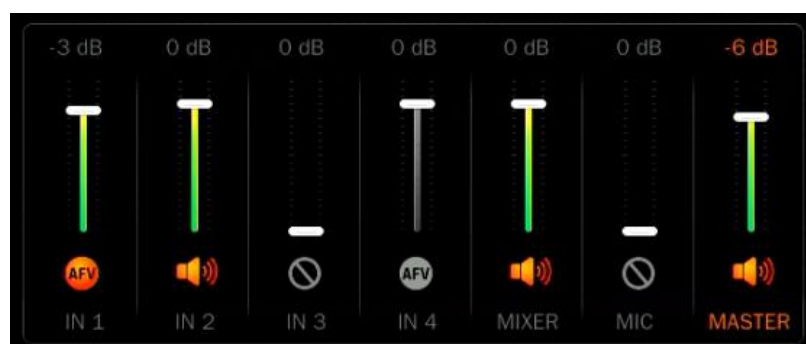 -3 dB 0 dB 0 dB 0 dB 0 dB 0 dB -6 dB
AFV AFV
IN 1 IN 2 IN 3 IN 4 MIXER MIC MASTER